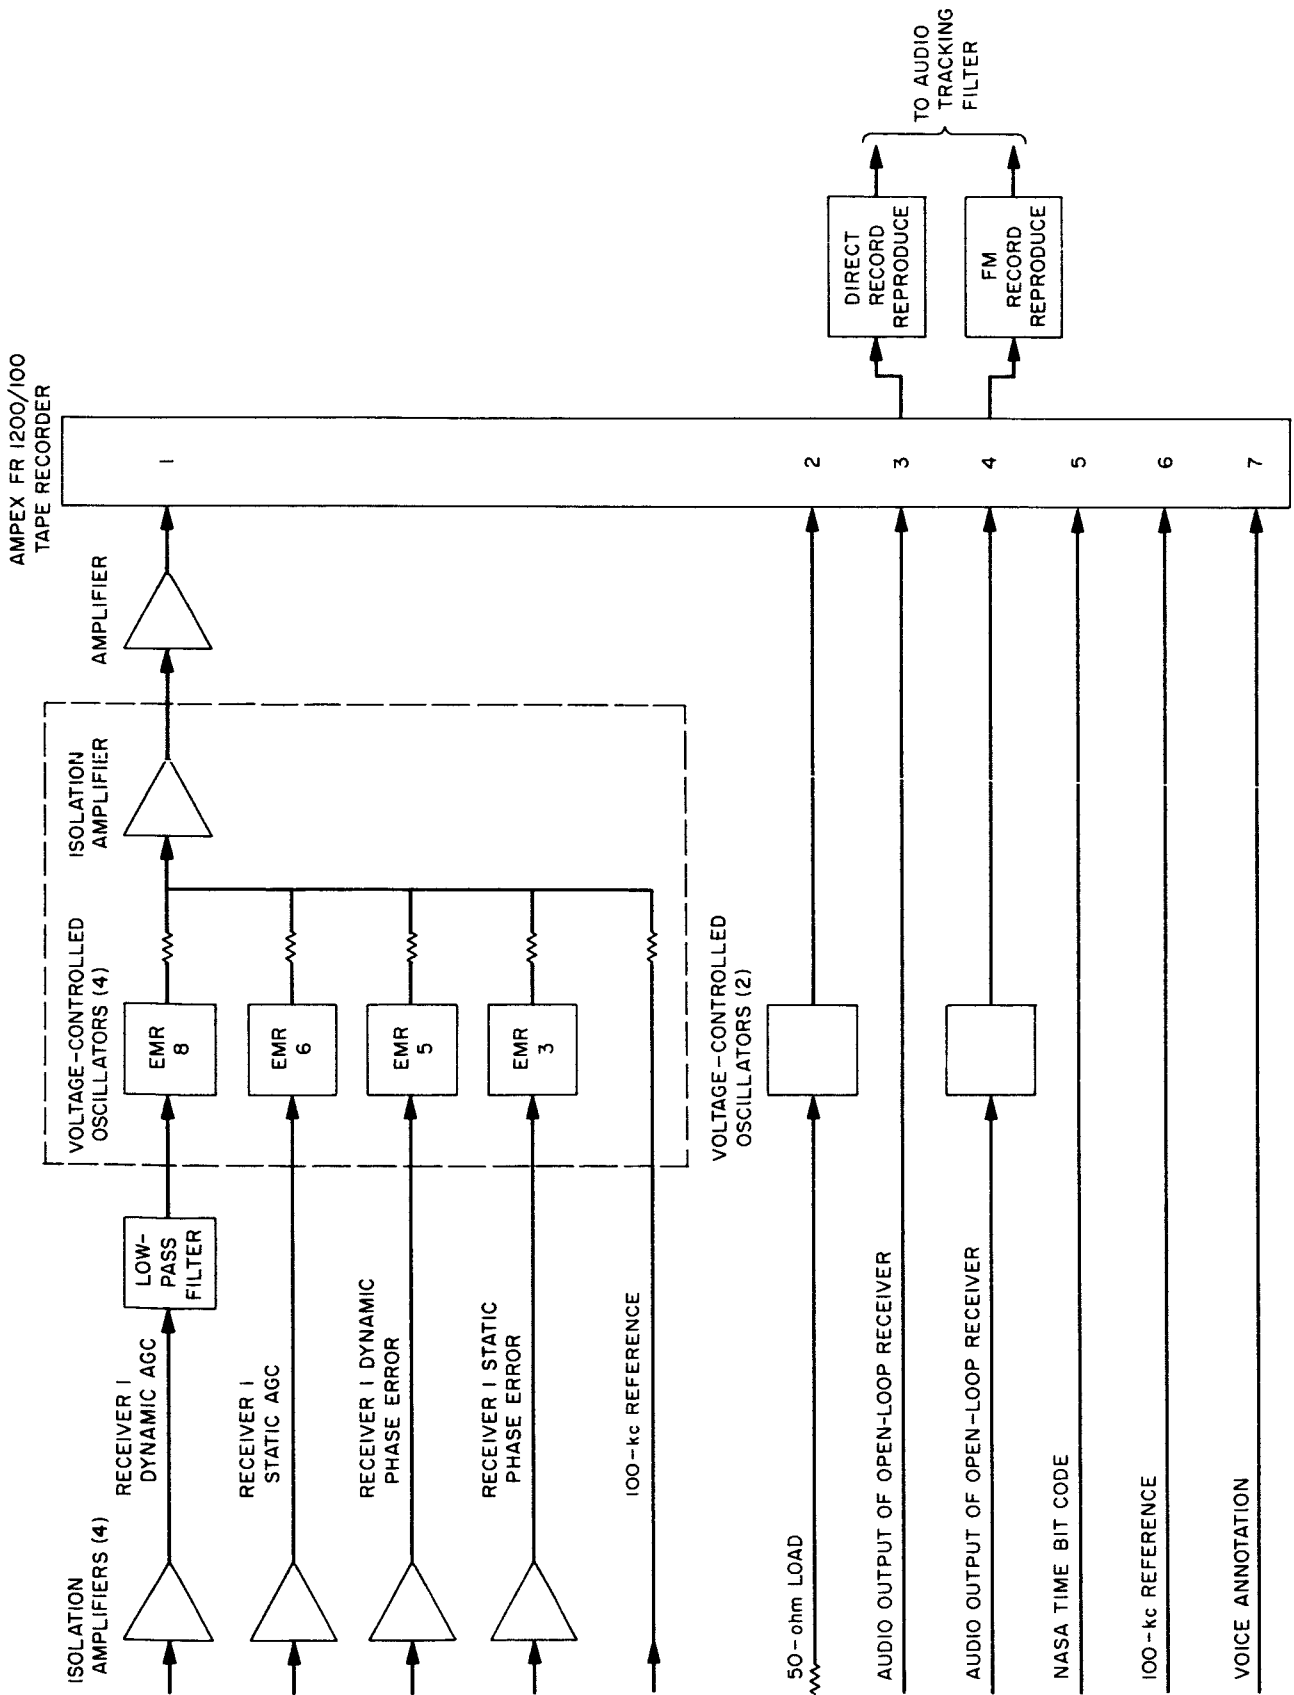 ISOLATION
AMPLIFIERS (4)
RECEIVER I
DYNAMIC AGC
LOW-
PASS
FILTER
VOLTAGE-CONTROLLED
OSCILLATORS (4)
EMR
8
ISOLATION
AMPLIFIER
AMPLIFIER
AMPEX FR 1200/100
TAPE RECORDER
1
RECEIVER I
STATIC AGC
EMR
6
RECEIVER I DYNAMIC
PHASE ERROR
EMR
5
RECEIVER I STATIC
PHASE ERROR
EMR
3
100-kc REFERENCE
VOLTAGE-CONTROLLED
OSCILLATORS (2)
50-ohm LOAD
2
AUDIO OUTPUT OF OPEN-LOOP RECEIVER
3
DIRECT
RECORD
REPRODUCE
TO AUDIO
TRACKING
FILTER
AUDIO OUTPUT OF OPEN-LOOP RECEIVER
4
FM
RECORD
REPRODUCE
NASA TIME BIT CODE
5
100-kc REFERENCE
6
VOICE ANNOTATION
7